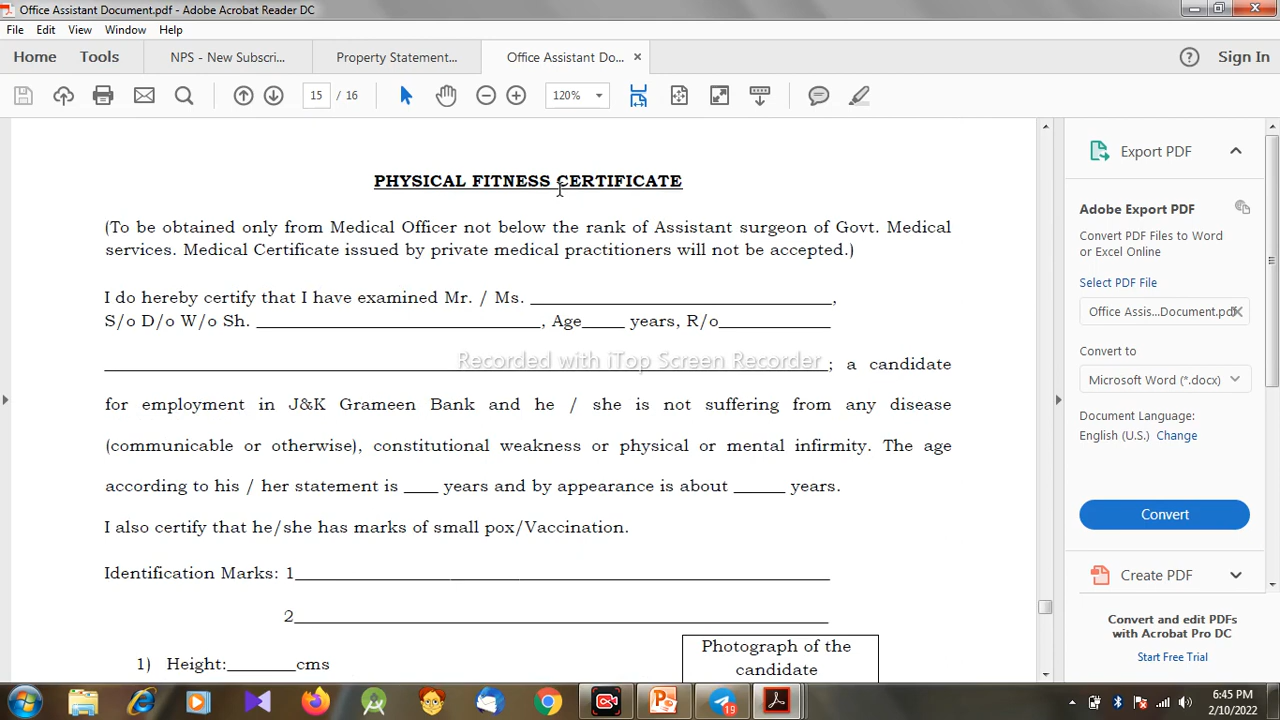 Office Assistant Document.pdf - Adobe Acrobat Reader DC
File Edit View Window Help
Home Tools NPS - New Subscri... Property Statement... Office Assistant Do... × Sign In
15 / 16 120%
PHYSICAL FITNESS CERTIFICATE
(To be obtained only from Medical Officer not below the rank of Assistant surgeon of Govt. Medical
services. Medical Certificate issued by private medical practitioners will not be accepted.)
I do hereby certify that I have examined Mr. / Ms. ______________________________,
S/o D/o W/o Sh. ____________________________, Age____ years, R/o___________
Recorded with iTop Screen Recorder
________________________________________________________________________; a candidate
for employment in J&K Grameen Bank and he / she is not suffering from any disease
(communicable or otherwise), constitutional weakness or physical or mental infirmity. The age
according to his / her statement is ____ years and by appearance is about ______ years.
I also certify that he/she has marks of small pox/Vaccination.
Identification Marks: 1______________________________________________________
2______________________________________________________
1) Height:_______cms
Photograph of the
candidate
Export PDF
Adobe Export PDF
Convert PDF Files to Word
or Excel Online
Select PDF File
Office Assis...Document.pdf
Convert to
Microsoft Word (*.docx)
Document Language:
English (U.S.) Change
Convert
Create PDF
Convert and edit PDFs
with Acrobat Pro DC
Start Free Trial
19
6:45 PM
2/10/2022